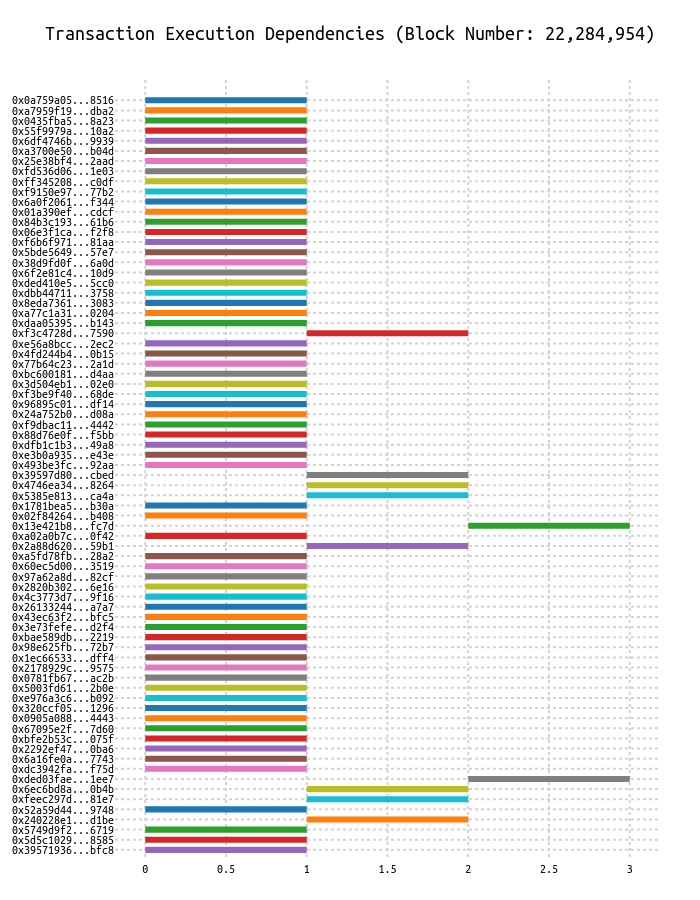 Transaction Execution Dependencies (Block Number: 22,284,954)
0x0a759a05...8516
0xa7959f19...dba2
0x0435fba5...8a23
0x55f9979a...10a2
0x6df4746b...9939
0xa3700e50...b04d
0x25e38bf4...2aad
0xfd536d06...1e03
0xff345208...c0df
0xf9150e97...77b2
0x6a0f2061...f344
0x01a390ef...cdcf
0x84b3c193...61b6
0x06e3f1ca...f2f8
0xf6b6f971...81aa
0x5bde5649...57e7
0x38d9fd0f...6a0d
0x6f2e81c4...10d9
0xded410e5...5cc0
0xdbb44711...3758
0x8eda7361...3083
0xa77c1a31...0204
0xdaa05395...b143
0xf3c4728d...7590
0xe56a8bcc...2ec2
0x4fd244b4...0b15
0x77b64c23...2a1d
0xbc600181...d4aa
0x3d504eb1...02e0
0xf3be9f40...68de
0x96895c01...df14
0x24a752b0...d08a
0xf9dbac11...4442
0x88d76e0f...f5bb
0xdfb1c1b3...49a8
0xe3b0a935...e43e
0x493be3fc...92aa
0x39597d80...cbed
0x4746ea34...8264
0x5385e813...ca4a
0x1781bea5...b30a
0x02f84264...b408
0x13e421b8...fc7d
0xa02a0b7c...0f42
0x2a88d620...59b1
0xa5fd78fb...28a2
0x60ec5d00...3519
0x97a62a8d...82cf
0x2820b302...6e16
0x4c3773d7...9f16
0x26133244...a7a7
0x43ec63f2...bfc5
0x3e73fefe...d2f4
0xbae589db...2219
0x98e625fb...72b7
0x1ec66533...dff4
0x2178929c...9575
0x0781fb67...ac2b
0x5003fd61...2b0e
0xe976a3c6...b092
0x320ccf05...1296
0x0905a088...4443
0x67095e2f...7d60
0xbfe2b53c...075f
0x2292ef47...0ba6
0x6a16fe0a...7743
0xdc3942fa...f75d
0xded03fae...1ee7
0x6ec6bd8a...0b4b
0xfeec297d...81e7
0x52a59d44...9748
0x240228e1...d1be
0x5749d9f2...6719
0x5d5c1029...8585
0x39571936...bfc8
0 0.5 1 1.5 2 2.5 3